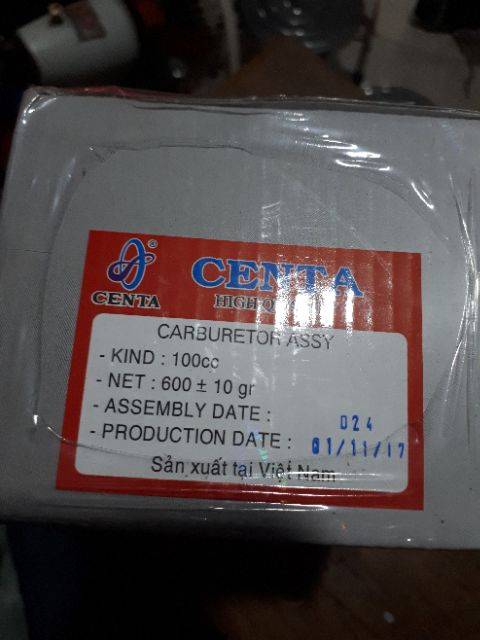 ®
CENTA
CENTA
HIGH
CARBURETOR ASSY
- KIND : 100cc
- NET : 600 ± 10 gr
- ASSEMBLY DATE : 024
- PRODUCTION DATE : 01/11/17
Sản xuất tại Việt Nam